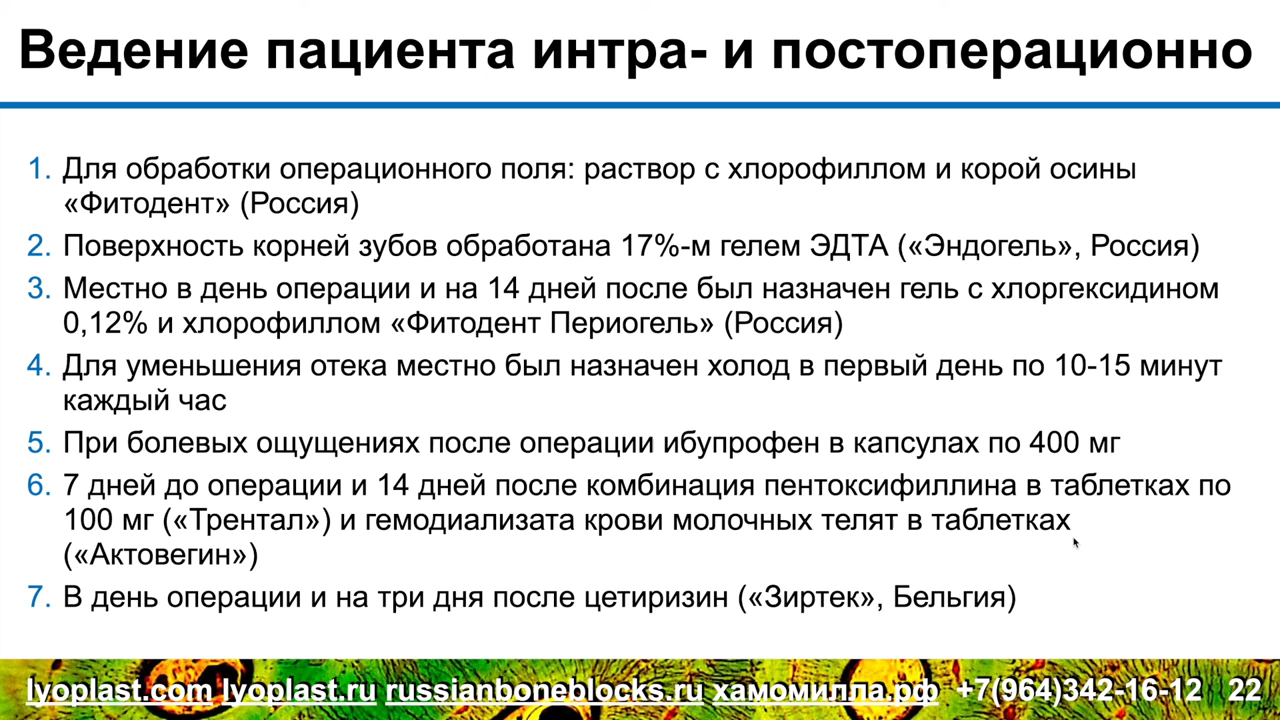 Ведение пациента интра- и постоперационно
1. Для обработки операционного поля: раствор с хлорофиллом и корой осины
«Фитодент» (Россия)
2. Поверхность корней зубов обработана 17%-м гелем ЭДТА («Эндогель», Россия)
3. Местно в день операции и на 14 дней после был назначен гель с хлоргексидином
0,12% и хлорофиллом «Фитодент Периогель» (Россия)
4. Для уменьшения отека местно был назначен холод в первый день по 10-15 минут
каждый час
5. При болевых ощущениях после операции ибупрофен в капсулах по 400 мг
6. 7 дней до операции и 14 дней после комбинация пентоксифиллина в таблетках по
100 мг («Трентал») и гемодиализата крови молочных телят в таблетках
(«Актовегин»)
7. В день операции и на три дня после цетиризин («Зиртек», Бельгия)
lyoplast.com lyoplast.ru russianboneblocks.ru хамомилла.рф +7(964)342-16-12 22